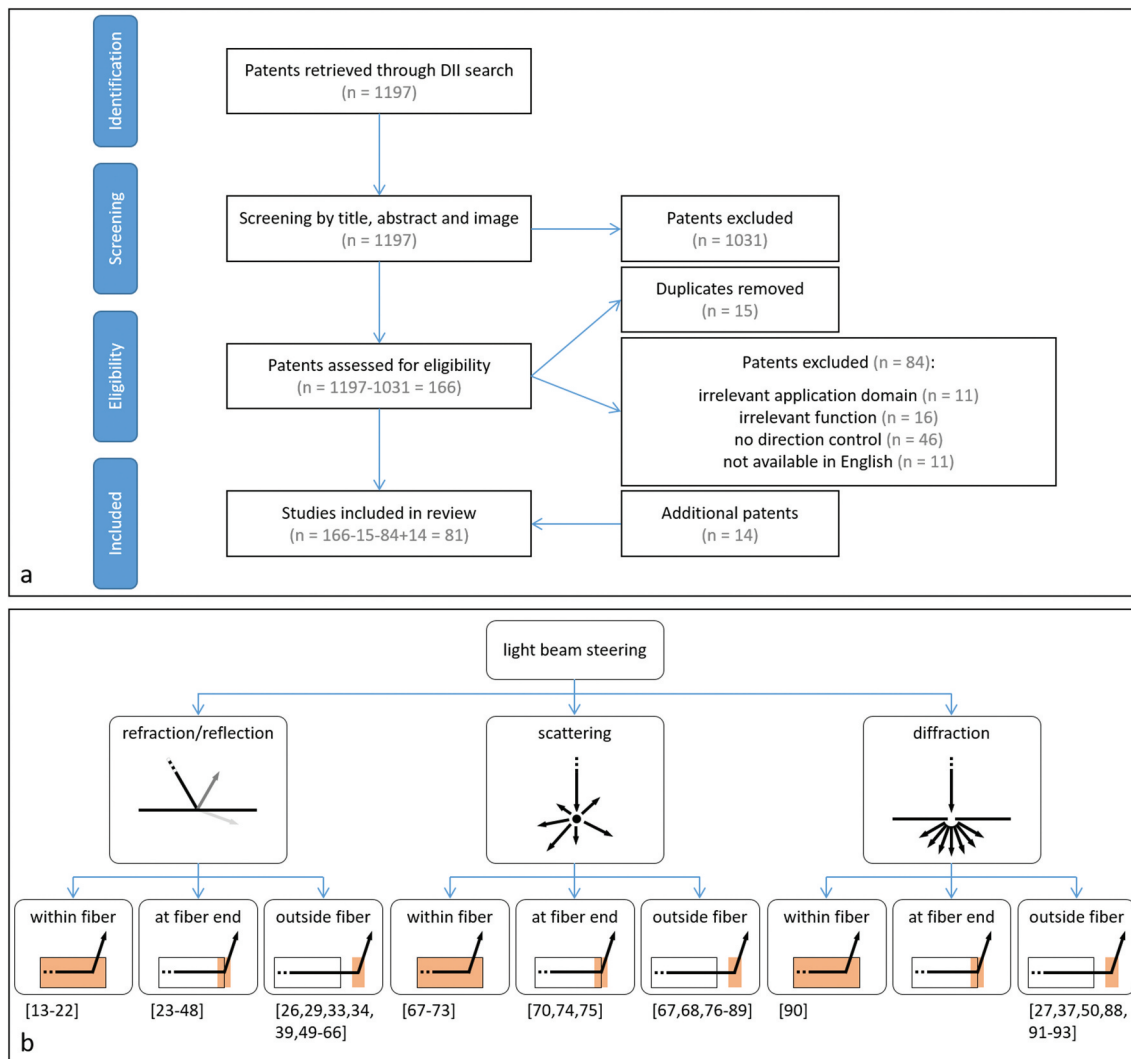 Identification
Patents retrieved through DII search
(n = 1197)
Screening
Screening by title, abstract and image
(n = 1197)
Patents excluded
(n = 1031)
Duplicates removed
(n = 15)
Eligibility
Patents assessed for eligibility
(n = 1197-1031 = 166)
Patents excluded (n = 84):
irrelevant application domain (n = 11)
irrelevant function (n = 16)
no direction control (n = 46)
not available in English (n = 11)
Included
Studies included in review
(n = 166-15-84+14 = 81)
Additional patents
(n = 14)
a
light beam steering
refraction/reflection
scattering
diffraction
within fiber
at fiber end
outside fiber
within fiber
at fiber end
outside fiber
within fiber
at fiber end
outside fiber
[13-22]
[23-48]
[26,29,33,34,
39,49-66]
[67-73]
[70,74,75]
[67,68,76-89]
[90]
[27,37,50,88,
91-93]
b